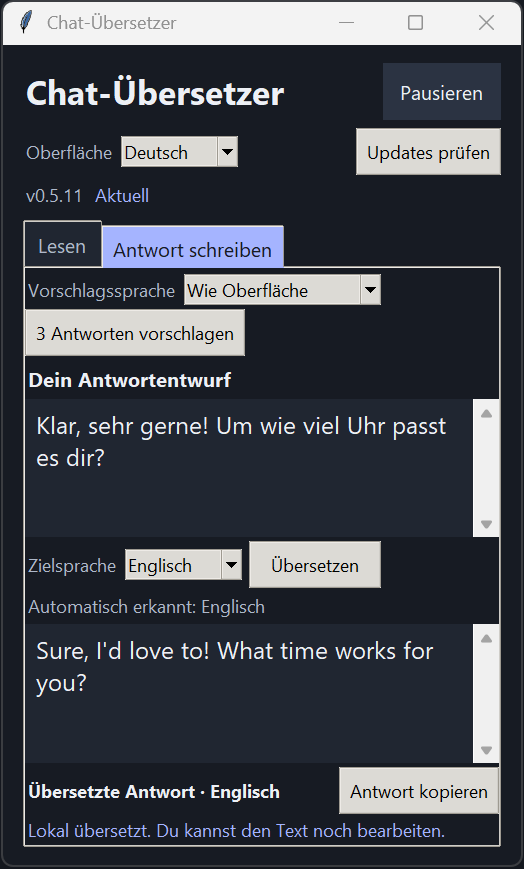 Chat-Übersetzer
Chat-Übersetzer
Pausieren
Oberfläche
Deutsch
Updates prüfen
v0.5.11 Aktuell
Lesen
Antwort schreiben
Vorschlagssprache
Wie Oberfläche
3 Antworten vorschlagen
Dein Antwortentwurf
Klar, sehr gerne! Um wie viel Uhr passt
es dir?
Zielsprache
Englisch
Übersetzen
Automatisch erkannt: Englisch
Sure, I'd love to! What time works for
you?
Übersetzte Antwort · Englisch
Antwort kopieren
Lokal übersetzt. Du kannst den Text noch bearbeiten.